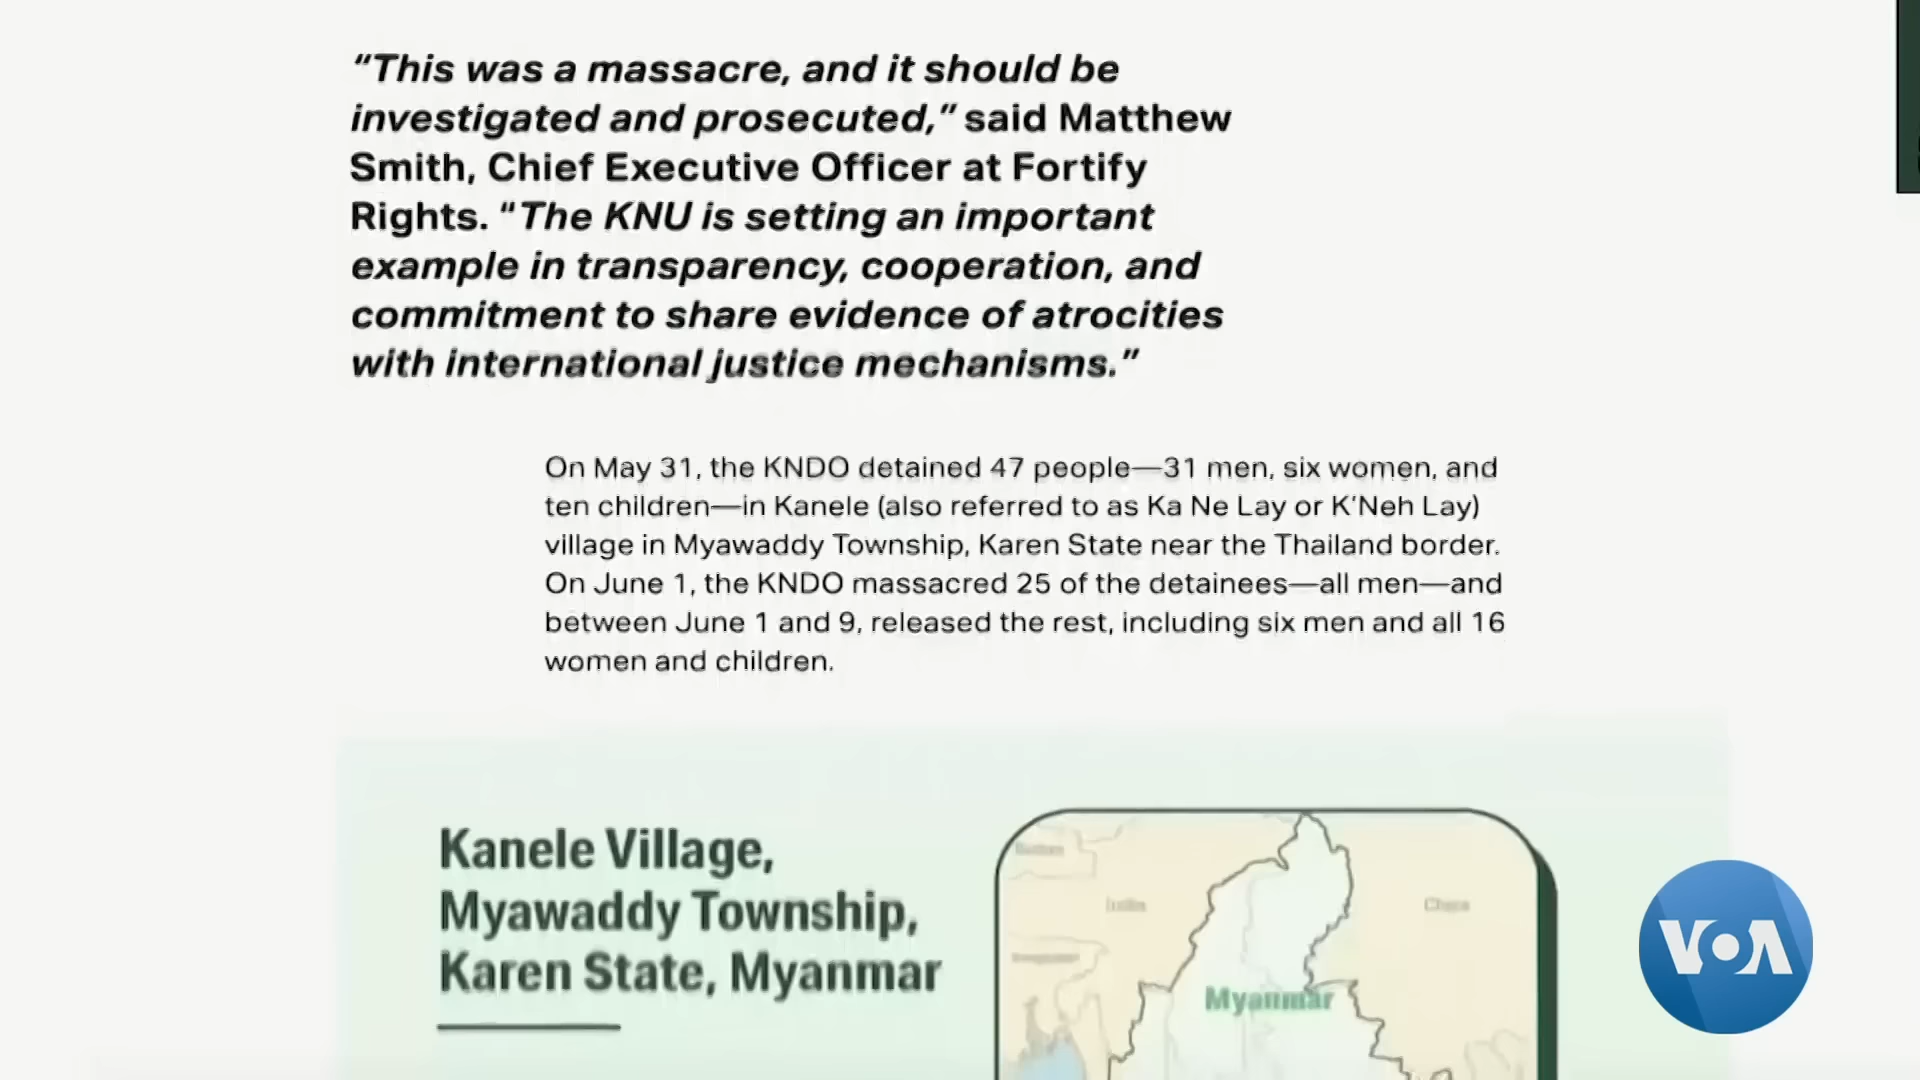 “This was a massacre, and it should be
investigated and prosecuted,” said Matthew
Smith, Chief Executive Officer at Fortify
Rights. “The KNU is setting an important
example in transparency, cooperation, and
commitment to share evidence of atrocities
with international justice mechanisms.”
On May 31, the KNDO detained 47 people—31 men, six women, and
ten children—in Kanele (also referred to as Ka Ne Lay or K’Neh Lay)
village in Myawaddy Township, Karen State near the Thailand border.
On June 1, the KNDO massacred 25 of the detainees—all men—and
between June 1 and 9, released the rest, including six men and all 16
women and children.
Kanele Village,
Myawaddy Township,
Karen State, Myanmar
India
China
Myanmar
VOA